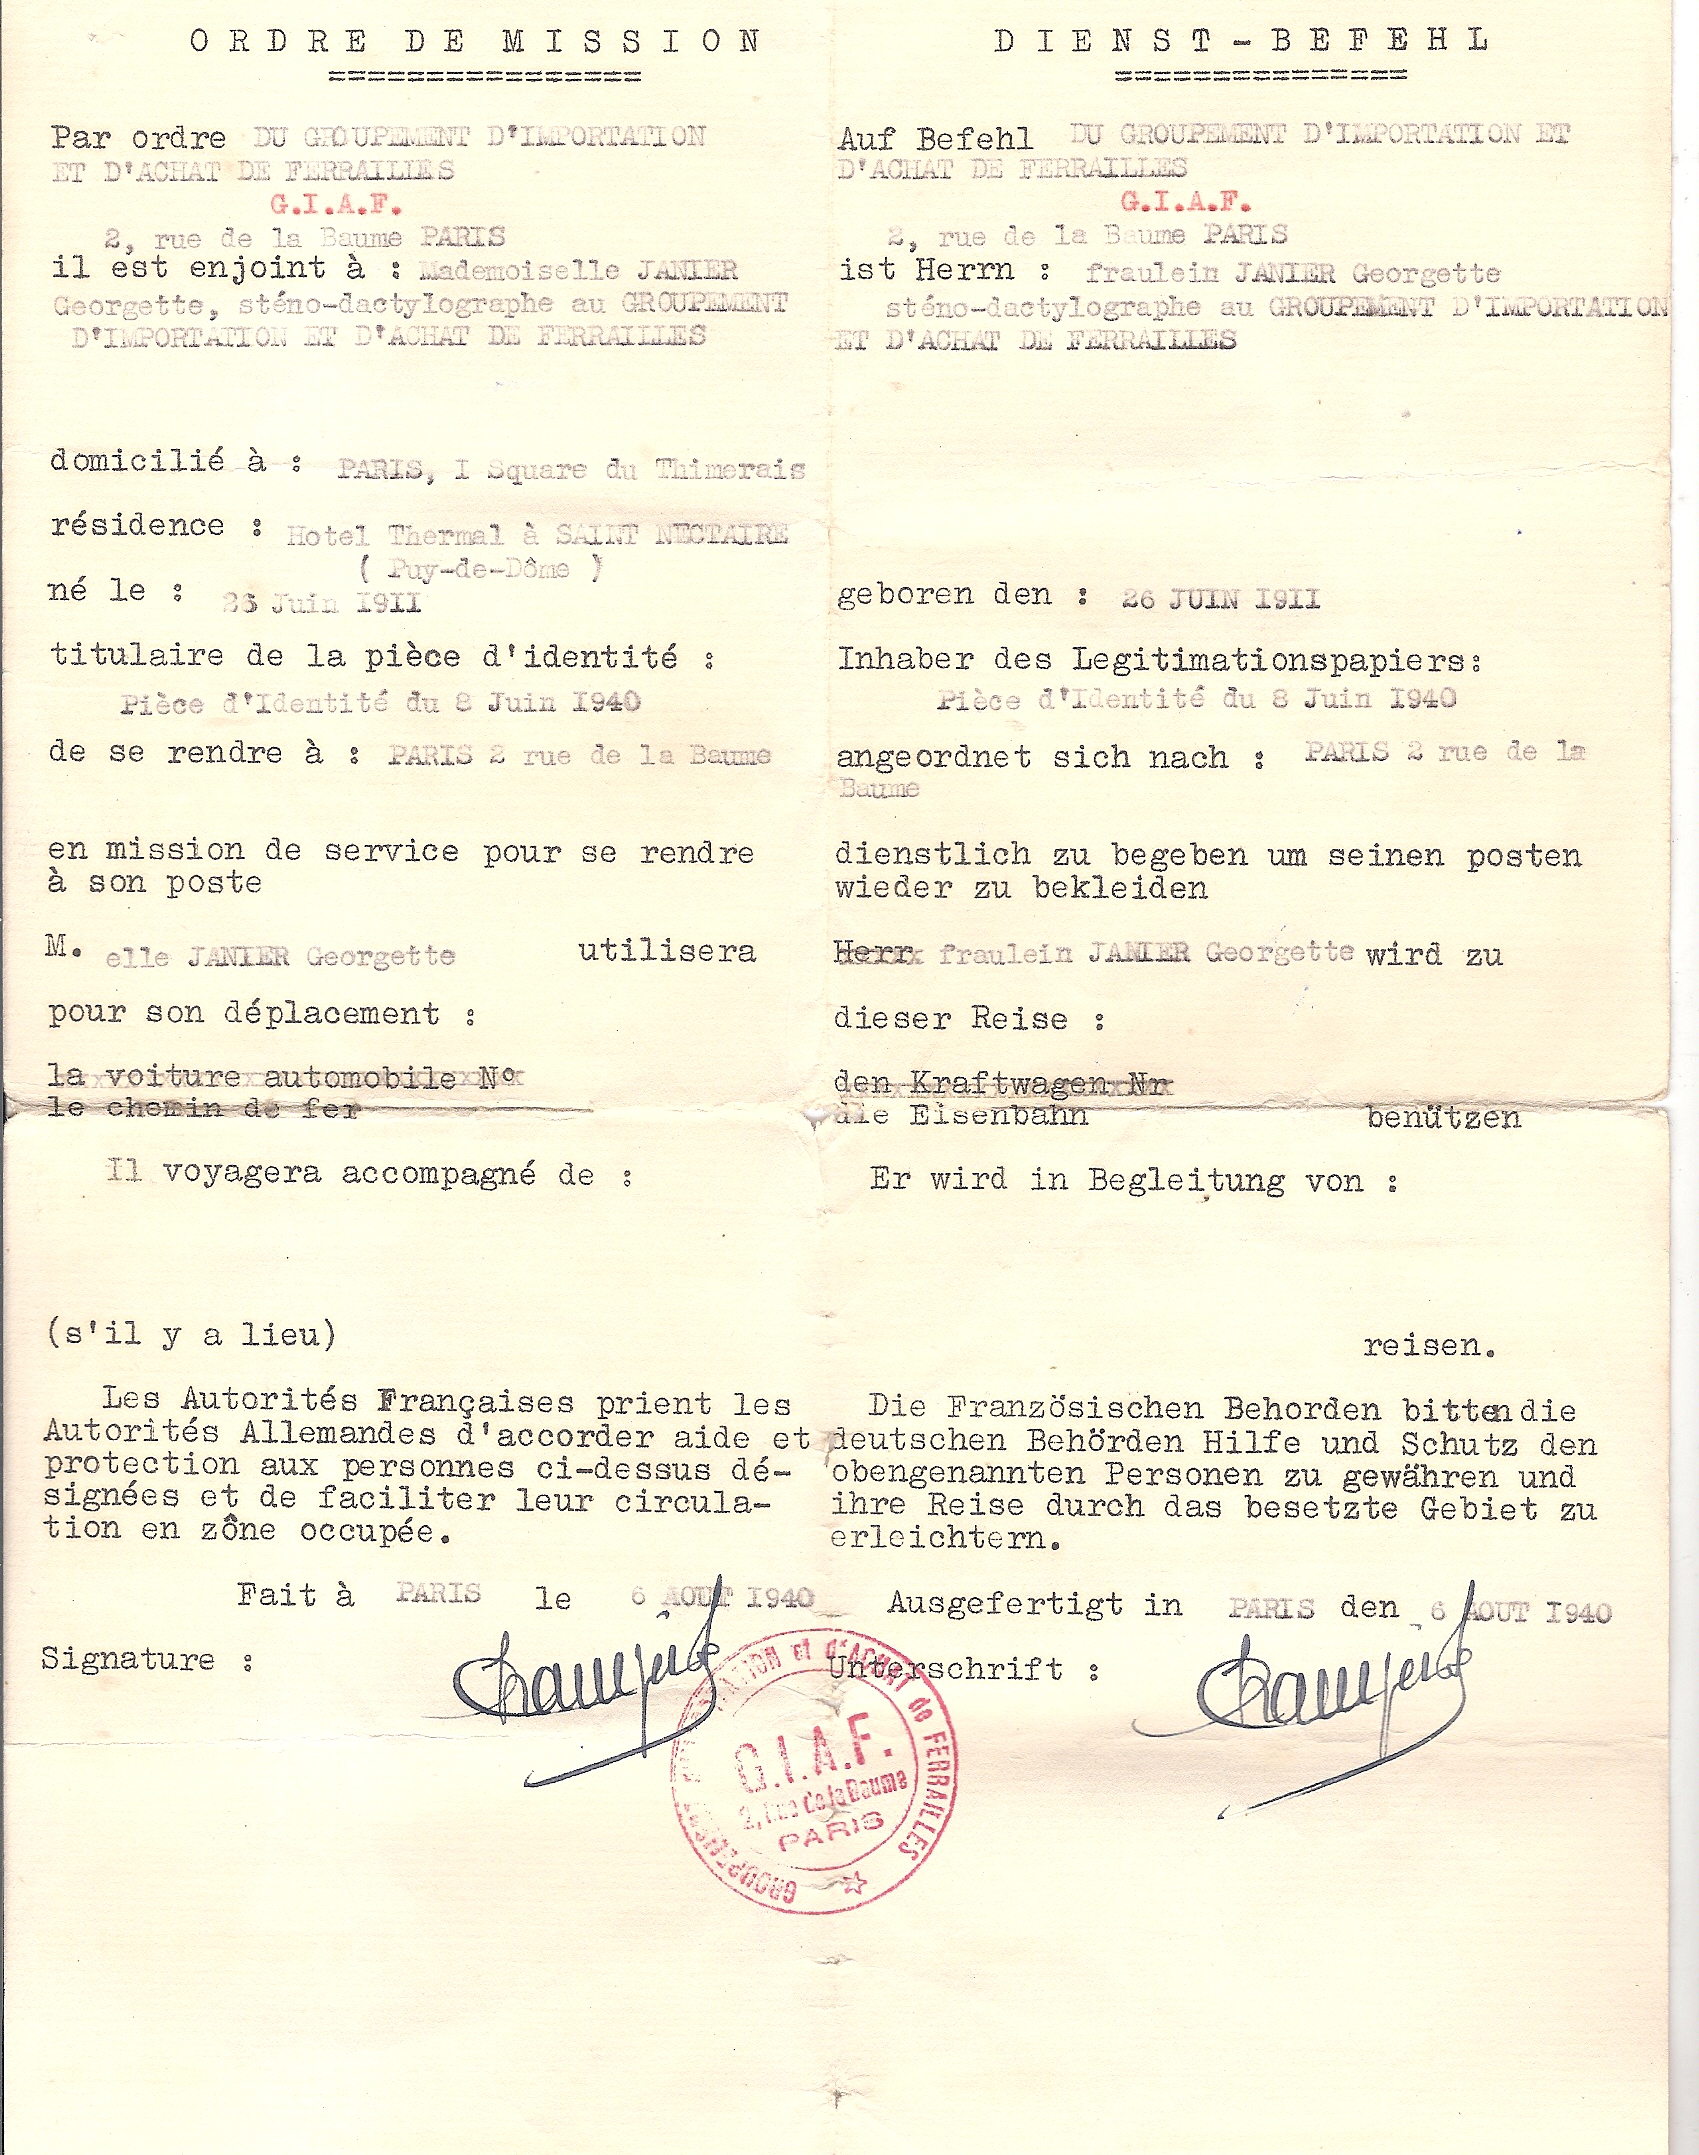 ORDRE DE MISSION
================
Par ordre DU GROUPEMENT D'IMPORTATION
ET D'ACHAT DE FERRAILLES
G.I.A.F.
2, rue de la Baume PARIS
il est enjoint à : Mademoiselle JANIER
Georgette, sténo-dactylographe au GROUPEMENT
D'IMPORTATION ET D'ACHAT DE FERRAILLES
domicilié à : PARIS, I Square du Thimerais
résidence : Hotel Thermal à SAINT NECTAIRE
( Puy-de-Dôme )
né le : 26 Juin I9II
titulaire de la pièce d'identité :
Pièce d'Identité du 8 Juin I940
de se rendre à : PARIS 2 rue de la Baume
en mission de service pour se rendre
à son poste
M. elle JANIER Georgette utilisera
pour son déplacement :
la voiture automobile N°
le chemin de fer
Il voyagera accompagné de :
(s'il y a lieu)
Les Autorités Françaises prient les
Autorités Allemandes d'accorder aide et
protection aux personnes ci-dessus dé-
signées et de faciliter leur circula-
tion en zône occupée.
Fait à PARIS le 6 AOUT I940
Signature :
DIENST-BEFEHL
===============
Auf Befehl DU GROUPEMENT D'IMPORTATION ET
D'ACHAT DE FERRAILLES
G.I.A.F.
2, rue de la Baume PARIS
ist Herrn : fraulein JANIER Georgette
sténo-dactylographe au GROUPEMENT D'IMPORTATION
ET D'ACHAT DE FERRAILLES
geboren den : 26 JUIN I9II
Inhaber des Legitimationspapiers:
Pièce d'Identité du 8 Juin I940
angeordnet sich nach : PARIS 2 rue de la
Baume
dienstlich zu begeben um seinen posten
wieder zu bekleiden
Herr fraulein JANIER Georgette wird zu
dieser Reise :
den Kraftwagen Nr
die Eisenbahn benützen
Er wird in Begleitung von :
reisen.
Die Französischen Behorden bitten die
deutschen Behörden Hilfe und Schutz den
obengenannten Personen zu gewähren und
ihre Reise durch das besetzte Gebiet zu
erleichtern.
Ausgefertigt in PARIS den 6 AOUT I940
Unterschrift :
GROUPEMENT d'IMPORTATION et d'ACHAT de FERRAILLES
G.I.A.F.
2, rue de la Baume
PARIS